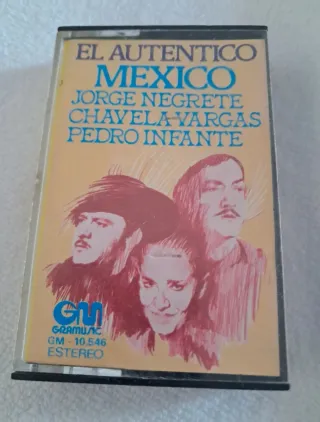 EL AUTENTICO
MEXICO
JORGE NEGRETE
CHAVELA-VARGAS
PEDRO INFANTE
GM
GRAMUSIC
GM - 10.546
ESTEREO